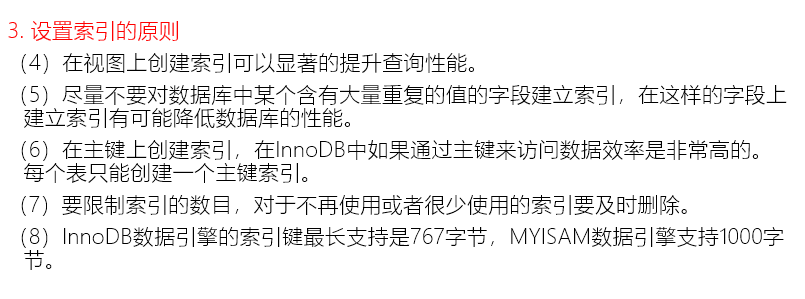 3. 设置索引的原则
（4）在视图上创建索引可以显著的提升查询性能。
（5）尽量不要对数据库中某个含有大量重复的值的字段建立索引，在这样的字段上
建立索引有可能降低数据库的性能。
（6）在主键上创建索引，在InnoDB中如果通过主键来访问数据效率是非常高的。
每个表只能创建一个主键索引。
（7）要限制索引的数目，对于不再使用或者很少使用的索引要及时删除。
（8）InnoDB数据引擎的索引键最长支持是767字节，MYISAM数据引擎支持1000字
节。